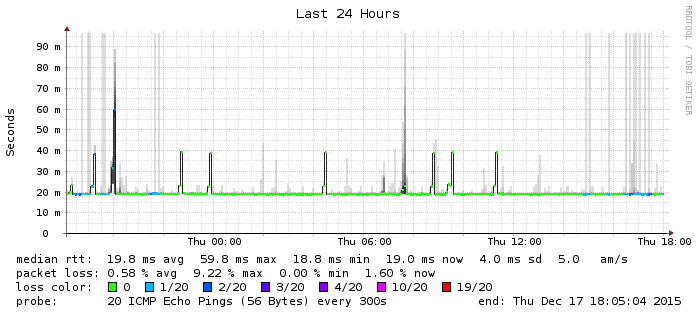 Last 24 Hours
RRDTOOL / TOBI OETIKER
Seconds
90 m
80 m
70 m
60 m
50 m
40 m
30 m
20 m
10 m
0
Thu 00:00 Thu 06:00 Thu 12:00 Thu 18:00
median rtt: 19.8 ms avg 59.8 ms max 18.8 ms min 19.0 ms now 4.0 ms sd 5.0 am/s
packet loss: 0.58 % avg 9.22 % max 0.00 % min 1.60 % now
loss color: 0 1/20 2/20 3/20 4/20 10/20 19/20
probe: 20 ICMP Echo Pings (56 Bytes) every 300s end: Thu Dec 17 18:05:04 2015